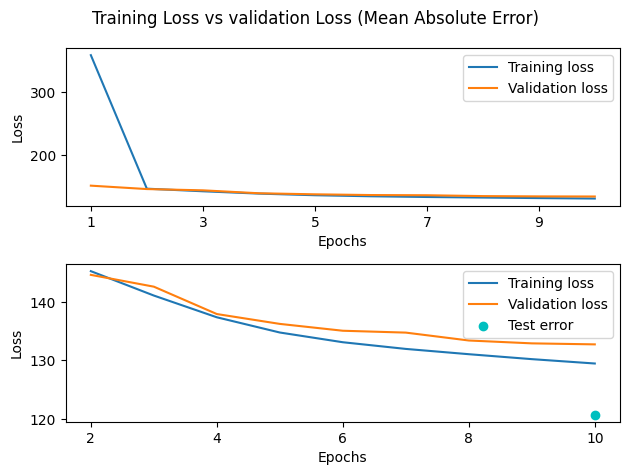 Training Loss vs validation Loss (Mean Absolute Error)
Training loss
Validation loss
300
200
Loss
1 3 5 7 9
Epochs
Training loss
Validation loss
Test error
140
130
120
Loss
2 4 6 8 10
Epochs